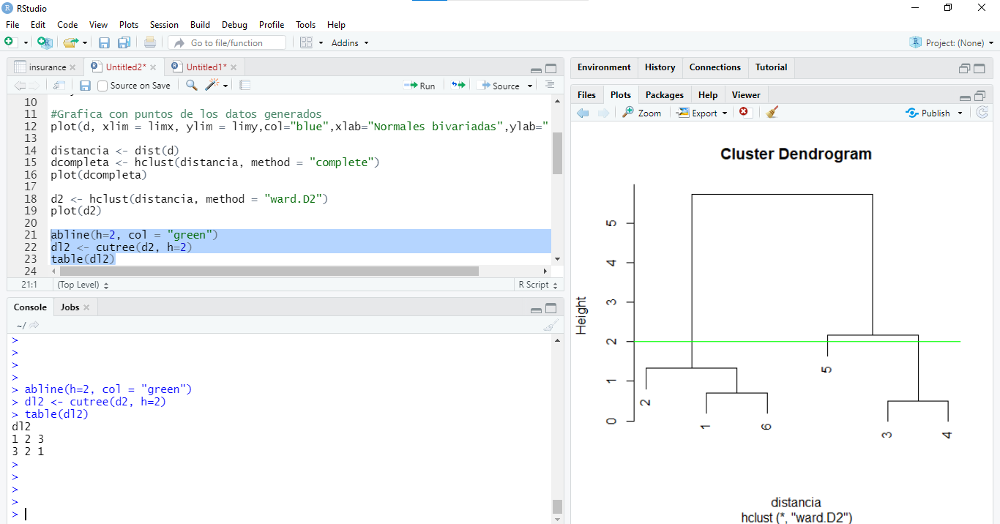 RStudio
File Edit Code View Plots Session Build Debug Profile Tools Help
Go to file/function Addins Project: (None)
insurance Untitled2* Untitled1*
Source on Save Run Source
10
11 #Grafica con puntos de los datos generados
12 plot(d, xlim = limx, ylim = limy,col="blue",xlab="Normales bivariadas",ylab="
13
14 distancia <- dist(d)
15 dcompleta <- hclust(distancia, method = "complete")
16 plot(dcompleta)
17
18 d2 <- hclust(distancia, method = "ward.D2")
19 plot(d2)
20
21 abline(h=2, col = "green")
22 dl2 <- cutree(d2, h=2)
23 table(dl2)
24
21:1 (Top Level) R Script
Console Jobs
~/
>
>
>
>
> abline(h=2, col = "green")
> dl2 <- cutree(d2, h=2)
> table(dl2)
dl2
1 2 3
3 2 1
>
>
>
>
>
Environment History Connections Tutorial
Files Plots Packages Help Viewer
Zoom Export Publish
Cluster Dendrogram
Height
0 1 2 3 4 5
2
1
6
5
3
4
distancia
hclust (*, "ward.D2")